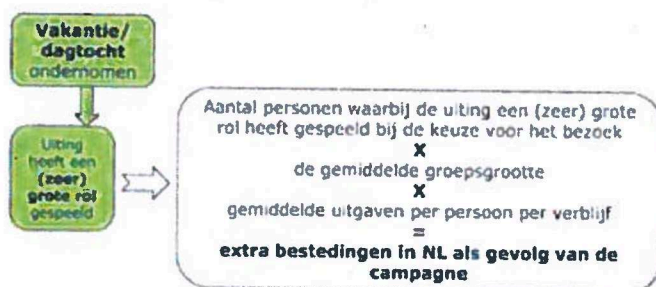 Vakantie/
dagtocht
ondernomen
Uiting
heeft een
(zeer)
grote rol
gespeeld
Aantal personen waarbij de uiting een (zeer) grote
rol heeft gespeeld bij de keuze voor het bezoek
X
de gemiddelde groepsgrootte
X
gemiddelde uitgaven per persoon per verblijf
=
extra bestedingen in NL als gevolg van de
campagne